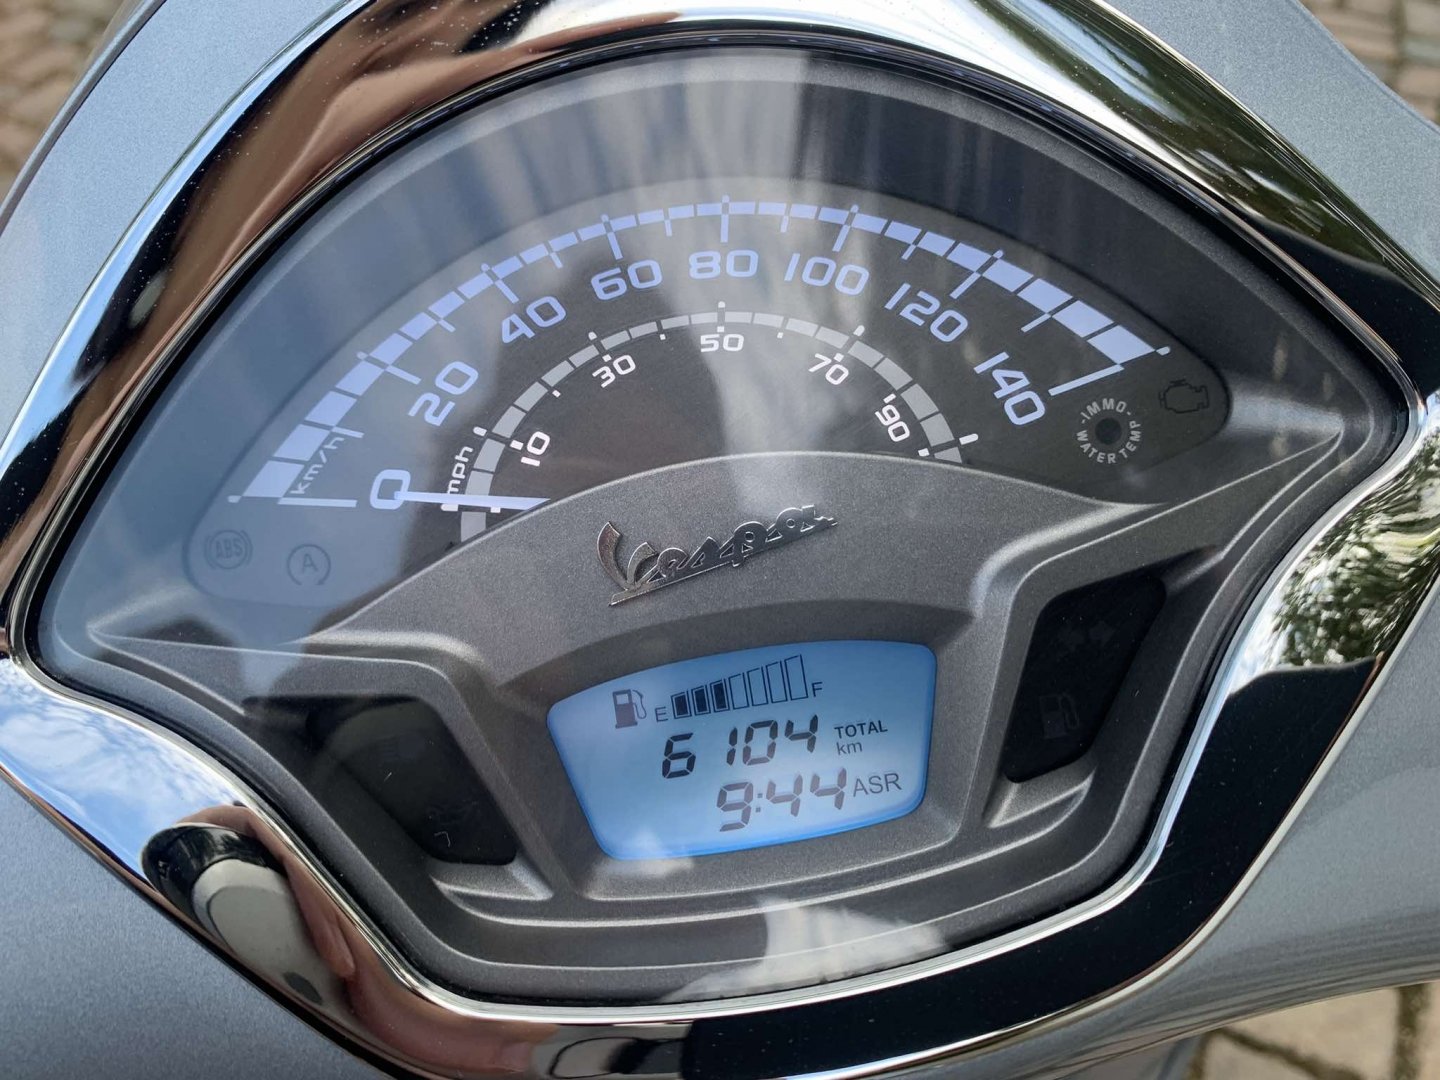 0 20 40 60 80 100 120 140
km/h
mph
10 30 50 70 90
-IMMO-
WATER TEMP
ABS
A
Vespa
E F
6104 TOTAL km
9:44 ASR